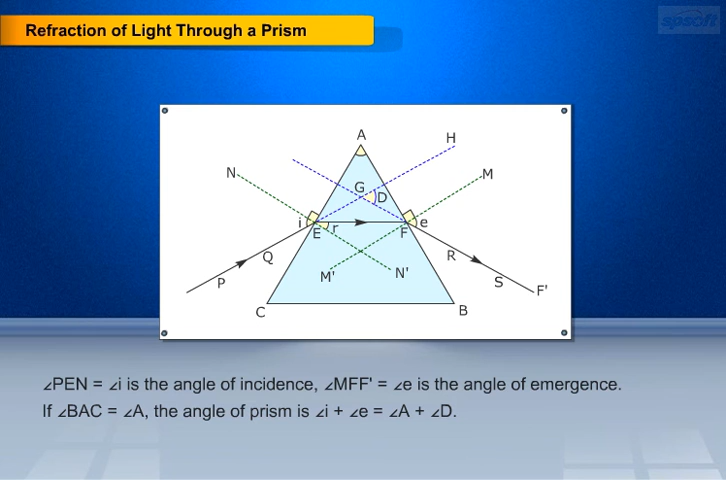 spsoft
Refraction of Light Through a Prism
A
H
N
M
G
D
i
E
r
F
e
Q
R
P
M'
N'
S
F'
C
B
∠PEN = ∠i is the angle of incidence, ∠MFF' = ∠e is the angle of emergence.
If ∠BAC = ∠A, the angle of prism is ∠i + ∠e = ∠A + ∠D.